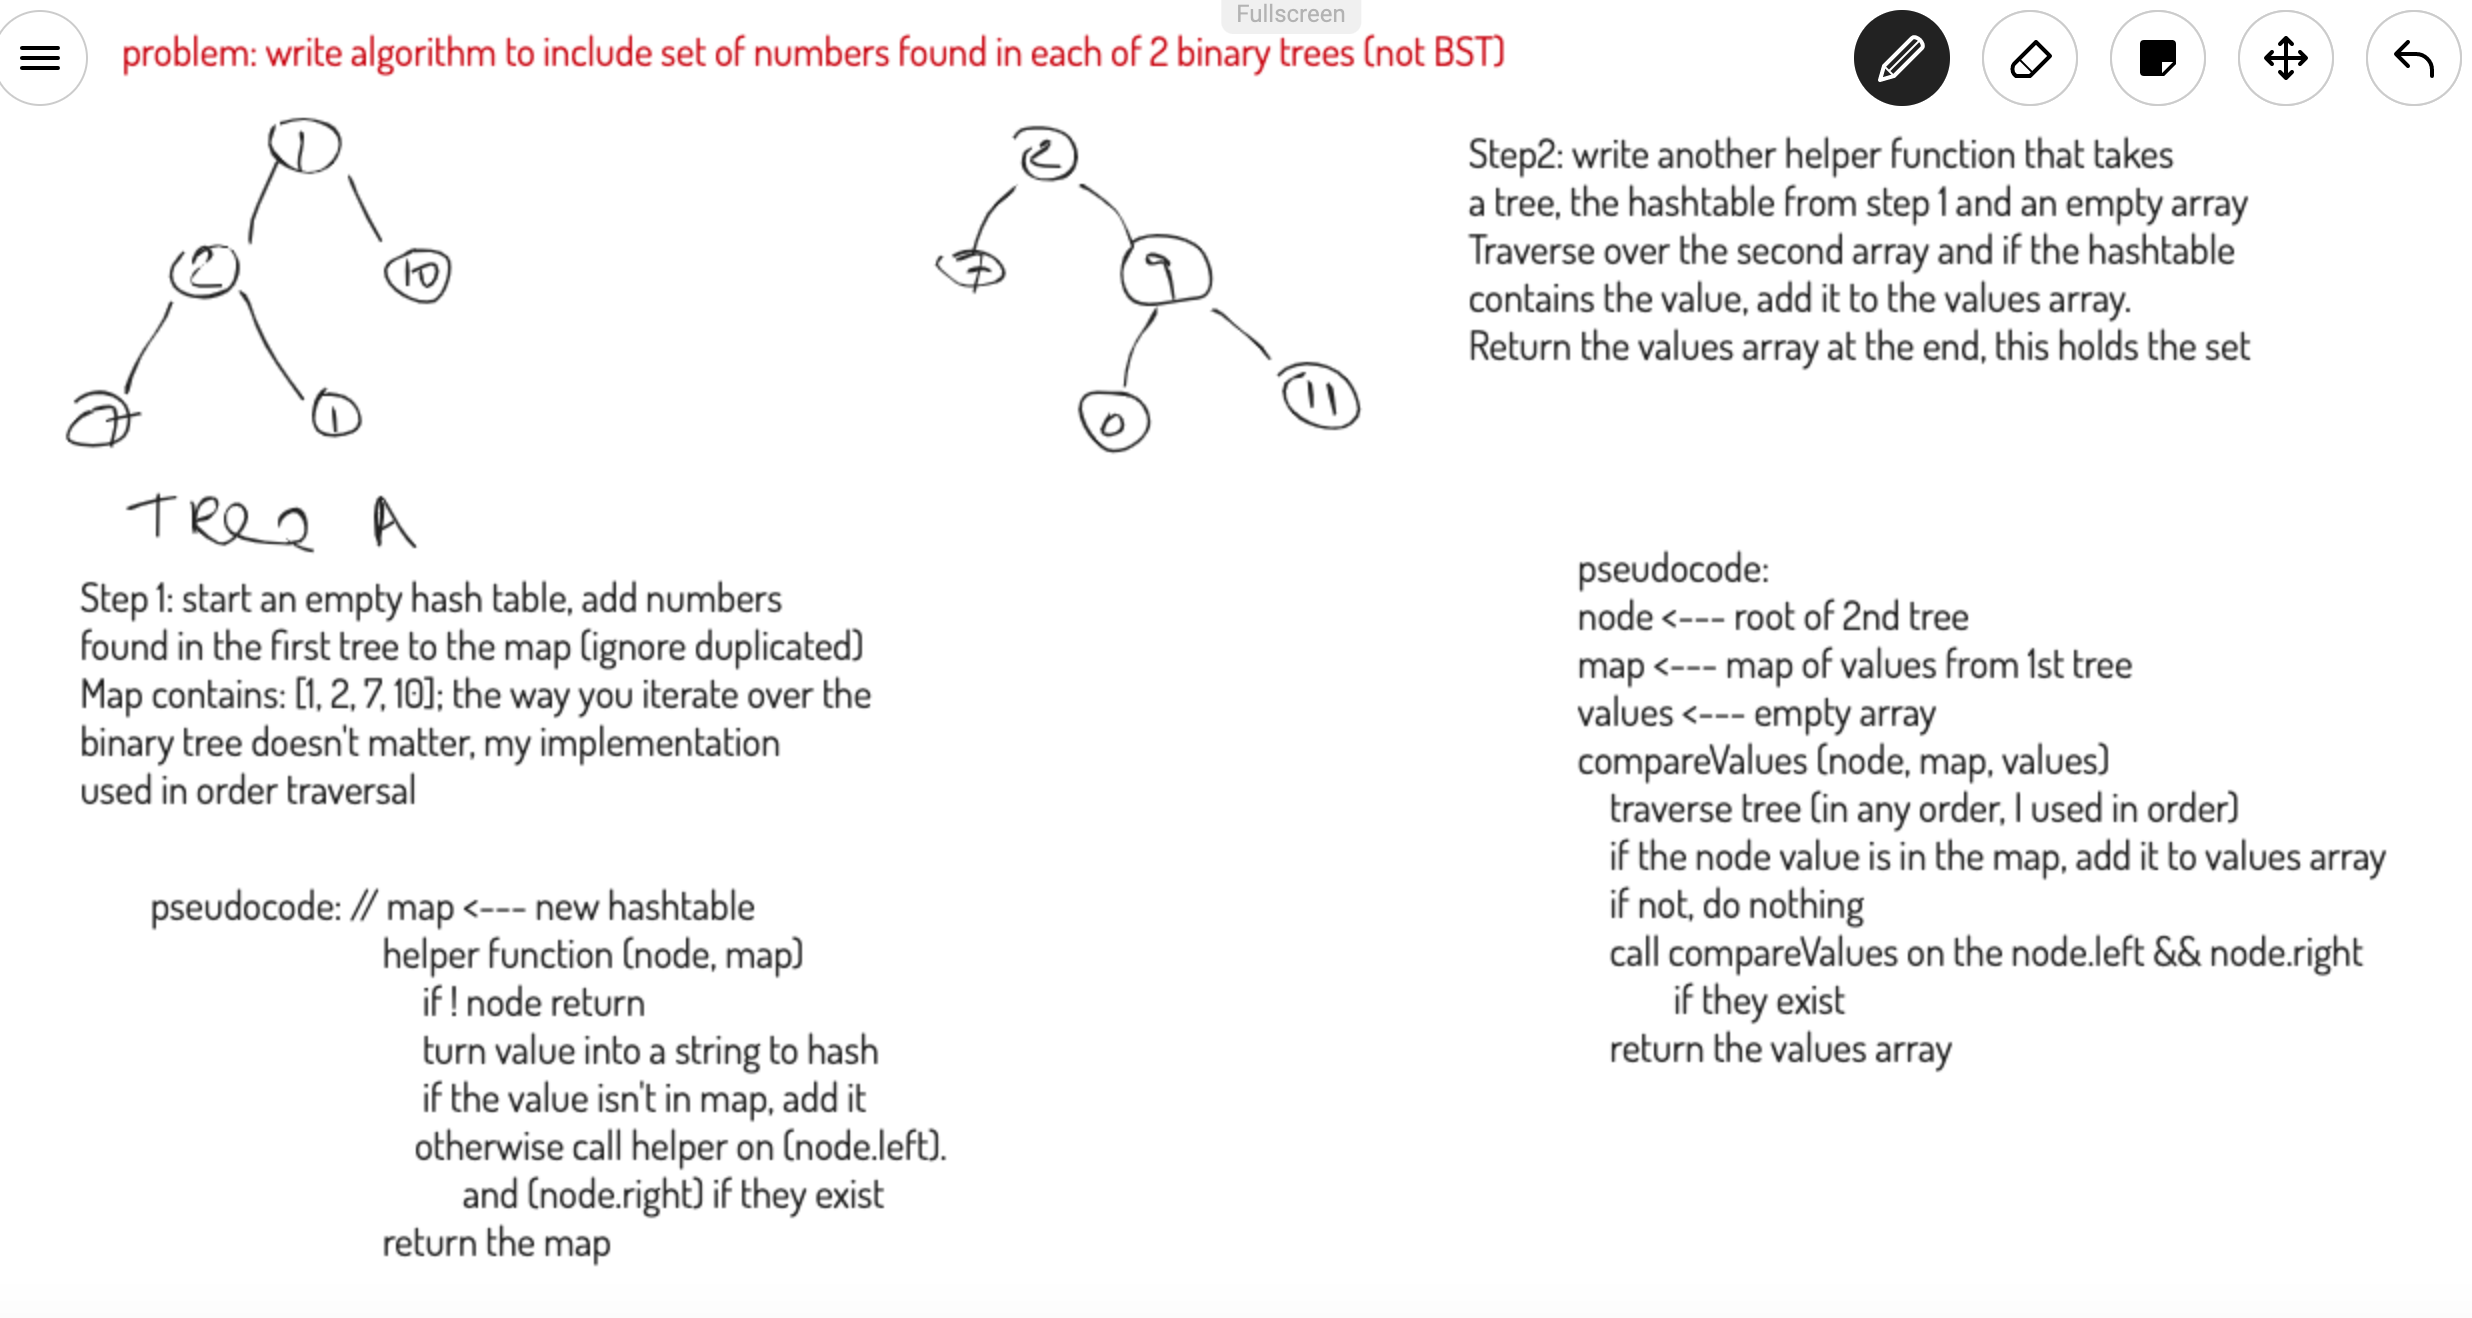 Fullscreen
problem: write algorithm to include set of numbers found in each of 2 binary trees (not BST)
1
2
10
7
1
TRee A
2
7
9
0
11
Step 1: start an empty hash table, add numbers
found in the first tree to the map (ignore duplicated)
Map contains: [1, 2, 7, 10]; the way you iterate over the
binary tree doesn't matter, my implementation
used in order traversal
pseudocode: // map <--- new hashtable
helper function (node, map)
if ! node return
turn value into a string to hash
if the value isn't in map, add it
otherwise call helper on (node.left).
and (node.right) if they exist
return the map
Step2: write another helper function that takes
a tree, the hashtable from step 1 and an empty array
Traverse over the second array and if the hashtable
contains the value, add it to the values array.
Return the values array at the end, this holds the set
pseudocode:
node <--- root of 2nd tree
map <--- map of values from 1st tree
values <--- empty array
compareValues (node, map, values)
traverse tree (in any order, I used in order)
if the node value is in the map, add it to values array
if not, do nothing
call compareValues on the node.left && node.right
if they exist
return the values array